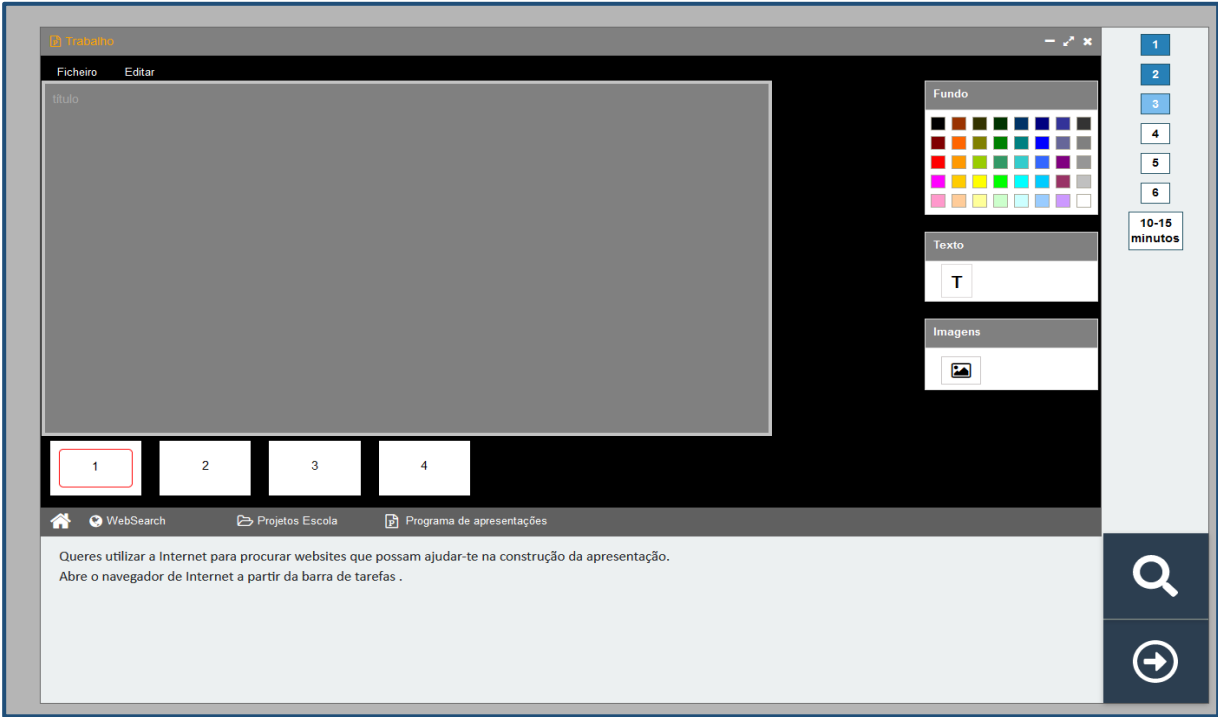 Trabalho
Ficheiro Editar
título
Fundo
Texto
T
Imagens
1 2 3 4
WebSearch Projetos Escola Programa de apresentações
Queres utilizar a Internet para procurar websites que possam ajudar-te na construção da apresentação.
Abre o navegador de Internet a partir da barra de tarefas .
1
2
3
4
5
6
10-15
minutos